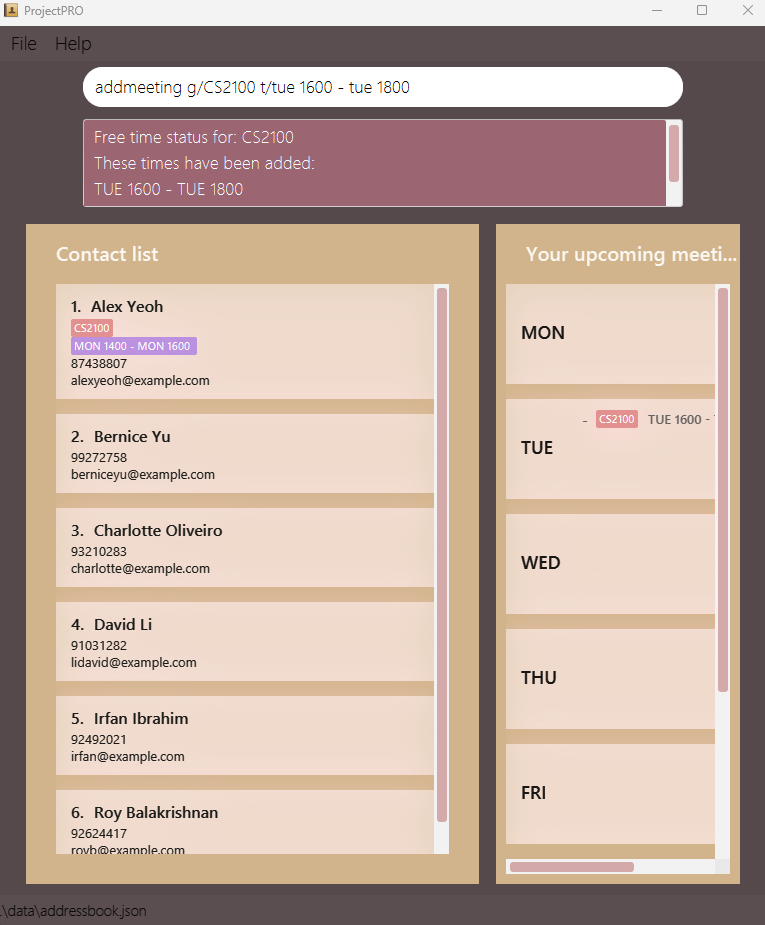 ProjectPRO
File Help
addmeeting g/CS2100 t/tue 1600 - tue 1800
Free time status for: CS2100
These times have been added:
TUE 1600 - TUE 1800
Contact list
1. Alex Yeoh
CS2100
MON 1400 - MON 1600
87438807
alexyeoh@example.com
2. Bernice Yu
99272758
berniceyu@example.com
3. Charlotte Oliveiro
93210283
charlotte@example.com
4. David Li
91031282
lidavid@example.com
5. Irfan Ibrahim
92492021
irfan@example.com
6. Roy Balakrishnan
92624417
royb@example.com
Your upcoming meeti...
MON
- CS2100 TUE 1600 -
TUE
WED
THU
FRI
.\data\addressbook.json